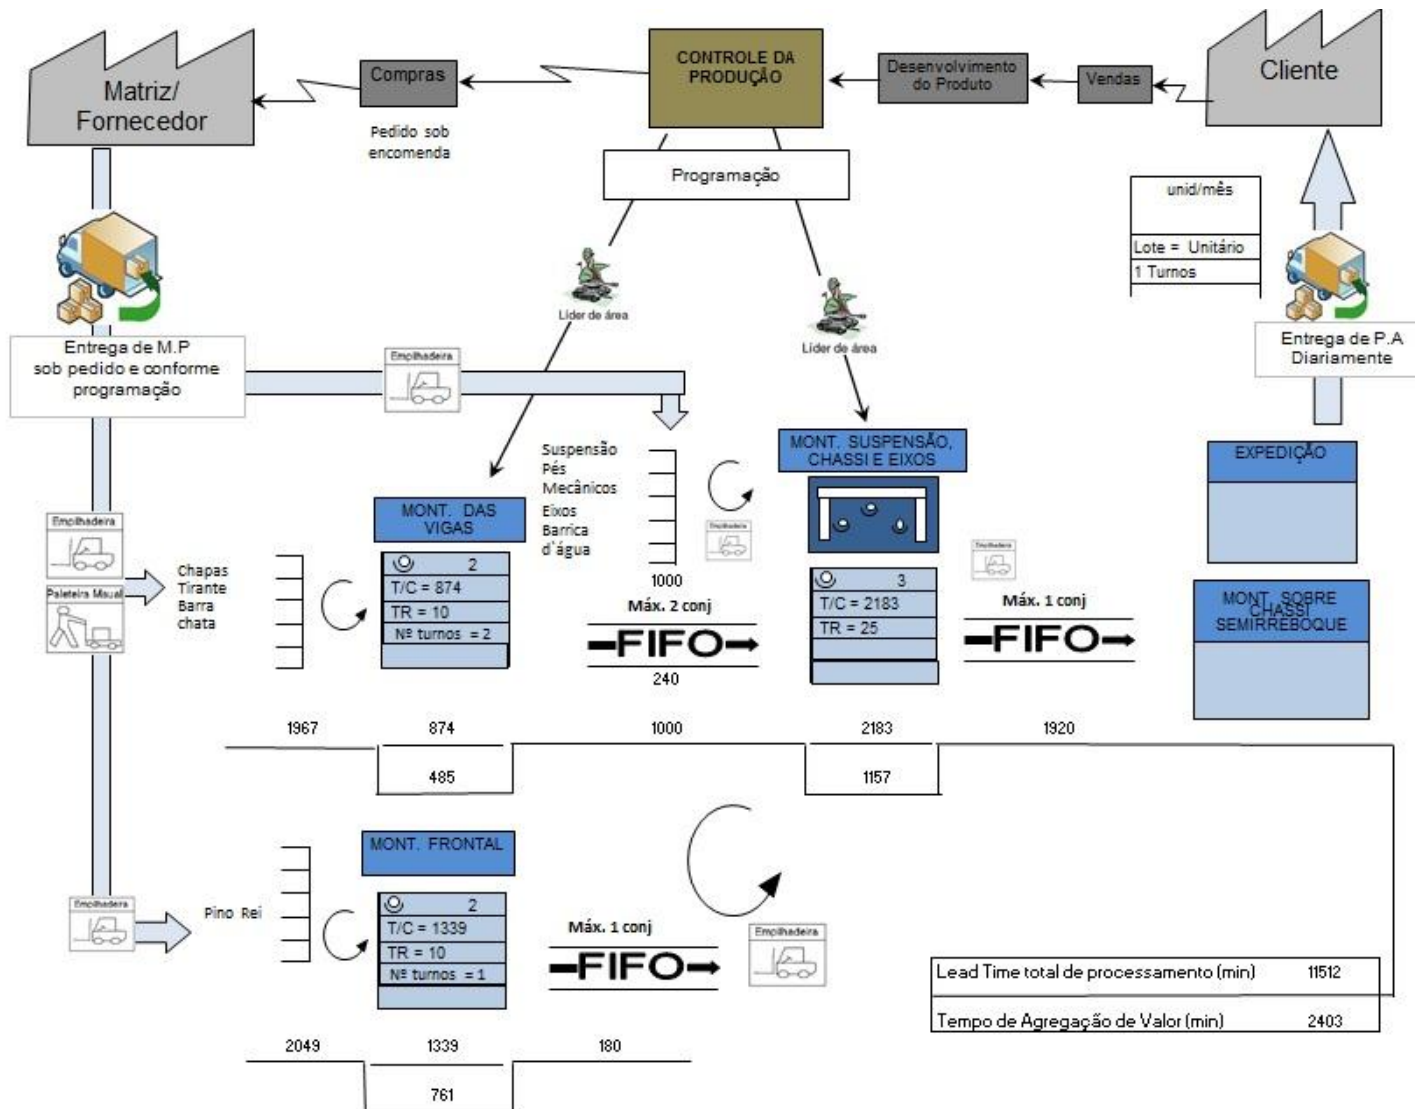 Matriz/
Fornecedor
Compras
Pedido sob
encomenda
CONTROLE DA
PRODUÇÃO
Desenvolvimento
do Produto
Vendas
Cliente
Programação
unid/mês
Lote = Unitário
1 Turnos
Líder de área
Líder de área
Entrega de M.P
sob pedido e conforme
programação
Empilhadeira
Entrega de P.A
Diariamente
Suspensão
Pés
Mecânicos
Eixos
Barrica
d`água
1000
Empilhadeira
MONT. SUSPENSÃO,
CHASSI E EIXOS
3
T/C = 2183
TR = 25
Empilhadeira
EXPEDIÇÃO
MONT. SOBRE
CHASSI
SEMIRREBOQUE
MONT. DAS
VIGAS
2
T/C = 874
TR = 10
Nº turnos = 2
Empilhadeira
Paleteira Maual
Chapas
Tirante
Barra
chata
Máx. 2 conj
FIFO
240
Máx. 1 conj
FIFO
1967
874
1000
2183
1920
485
1157
MONT. FRONTAL
Empilhadeira
Pino Rei
2
T/C = 1339
TR = 10
Nº turnos = 1
Máx. 1 conj
FIFO
Empilhadeira
Lead Time total de processamento (min) 11512
Tempo de Agregação de Valor (min) 2403
2049
1339
180
761